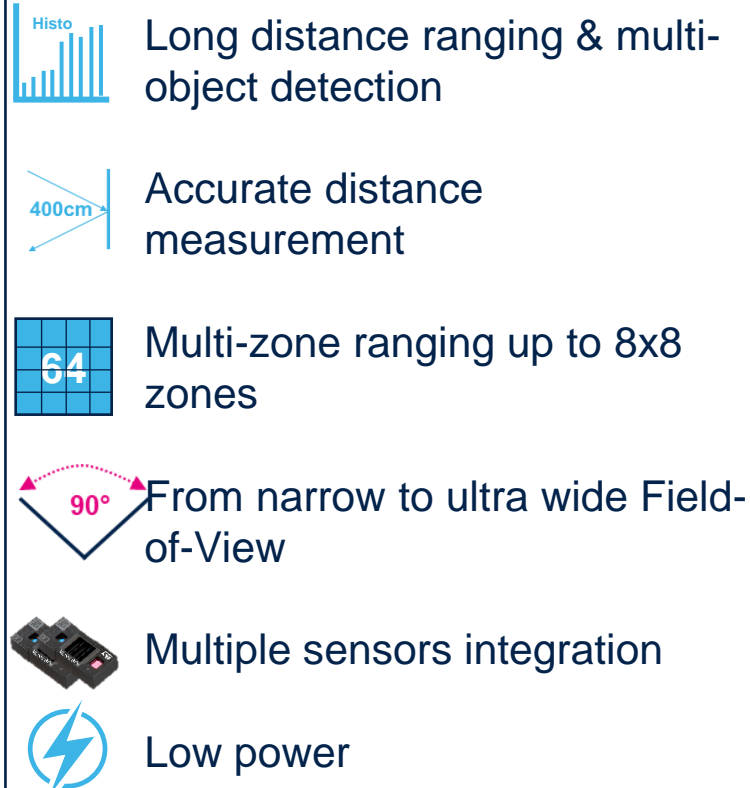 Histo
Long distance ranging & multi-
object detection
400cm
Accurate distance
measurement
64
Multi-zone ranging up to 8x8
zones
90°
From narrow to ultra wide Field-
of-View
Multiple sensors integration
Low power